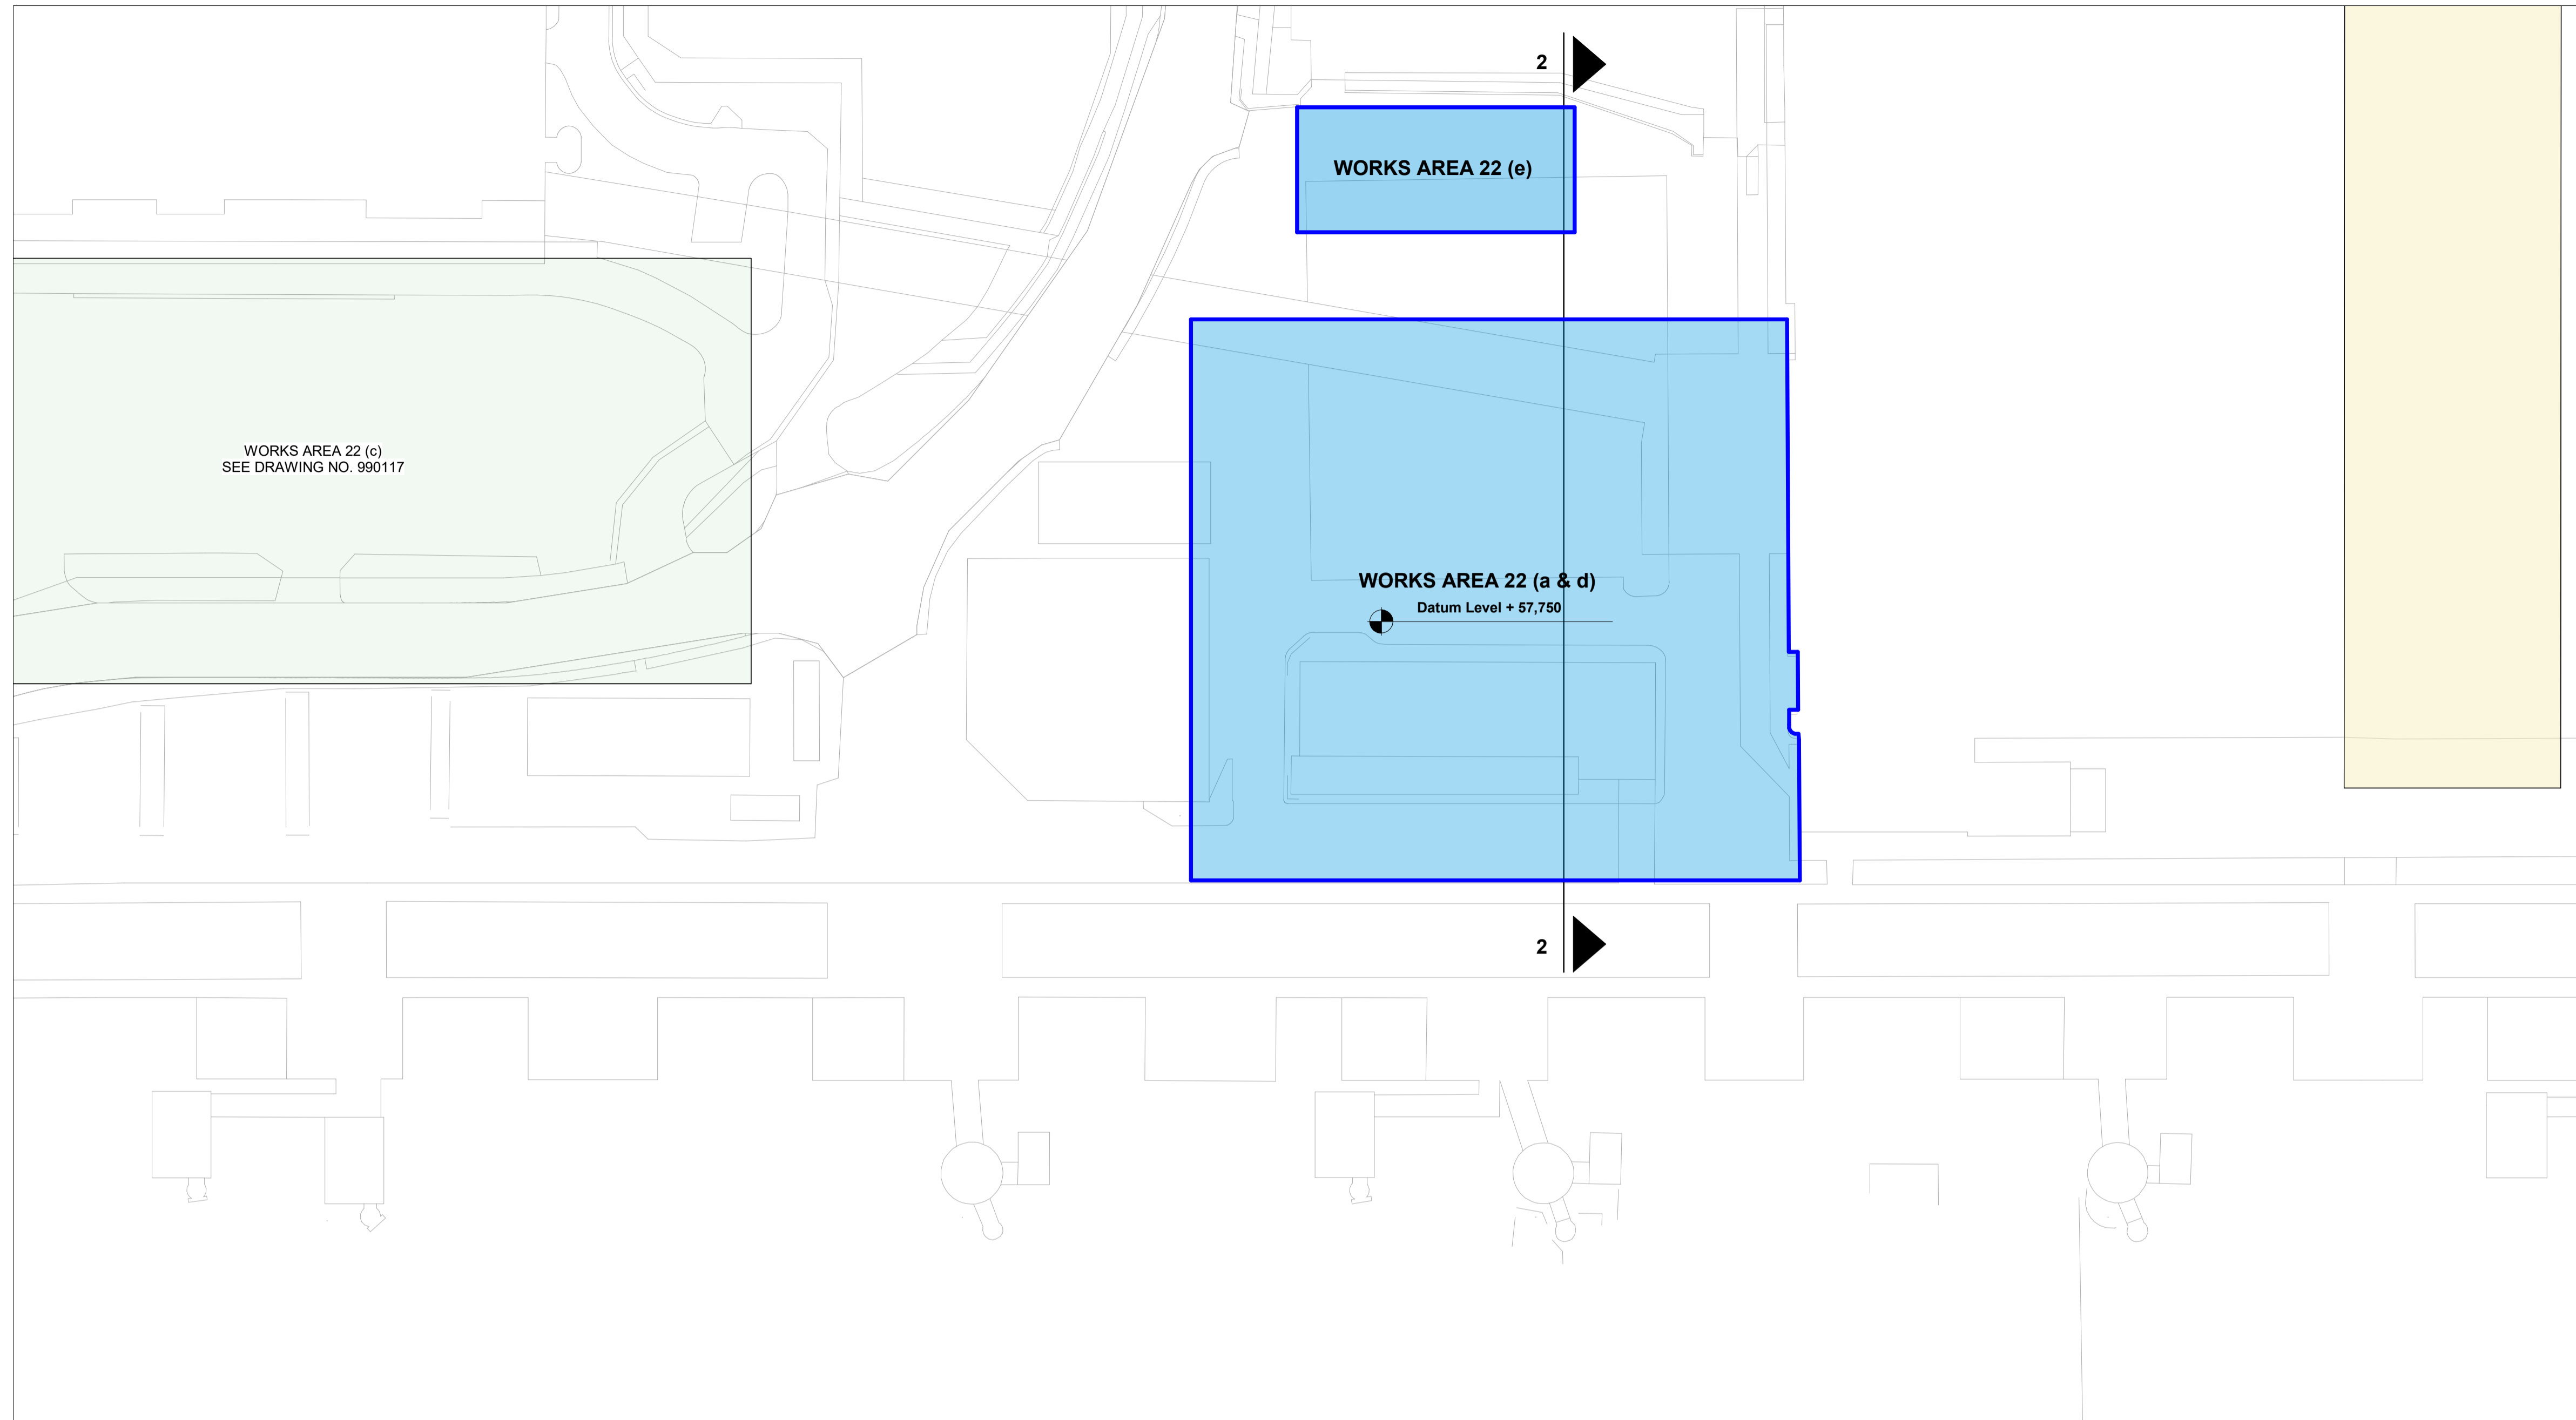 2
WORKS AREA 22 (e)
WORKS AREA 22 (c)
SEE DRAWING NO. 990117
WORKS AREA 22 (a & d)
Datum Level + 57,750
2